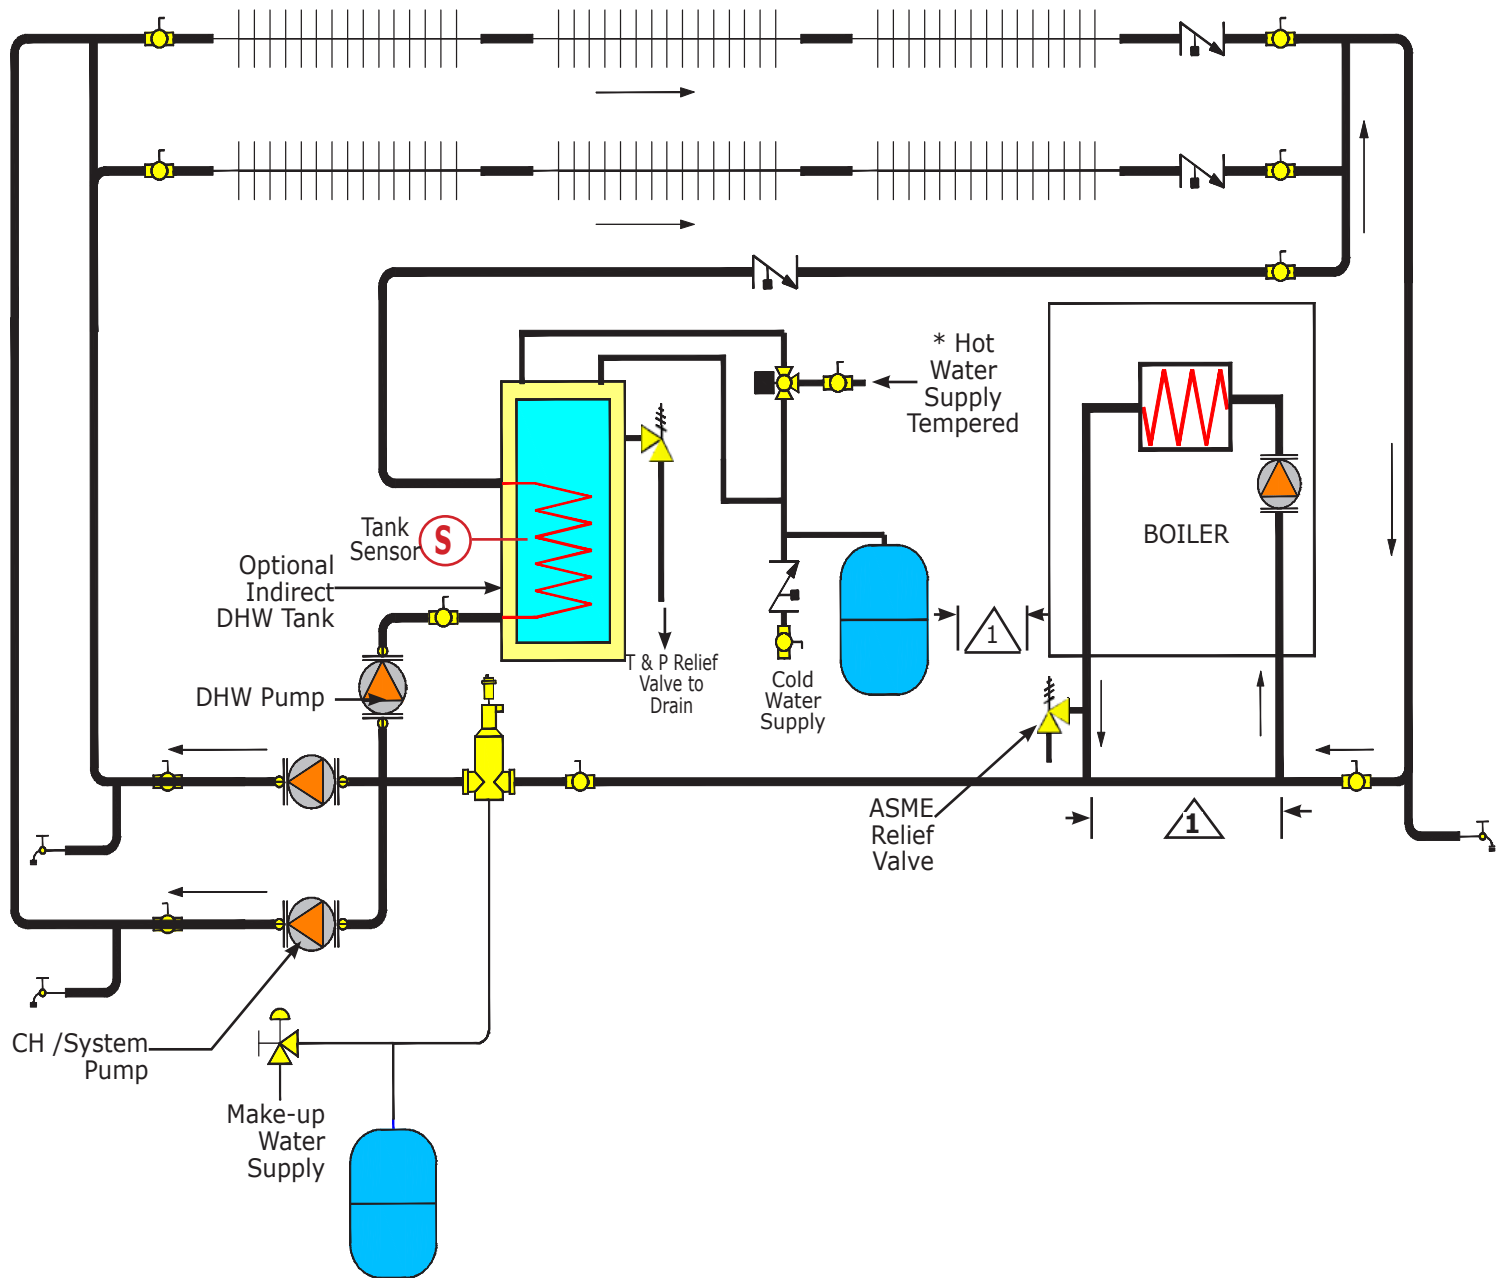 * Hot
Water
Supply
Tempered
BOILER
Tank
Sensor
S
Optional
Indirect
DHW Tank
1
T & P Relief
Valve to
Drain
Cold
Water
Supply
DHW Pump
ASME
Relief
Valve
1
CH /System
Pump
Make-up
Water
Supply